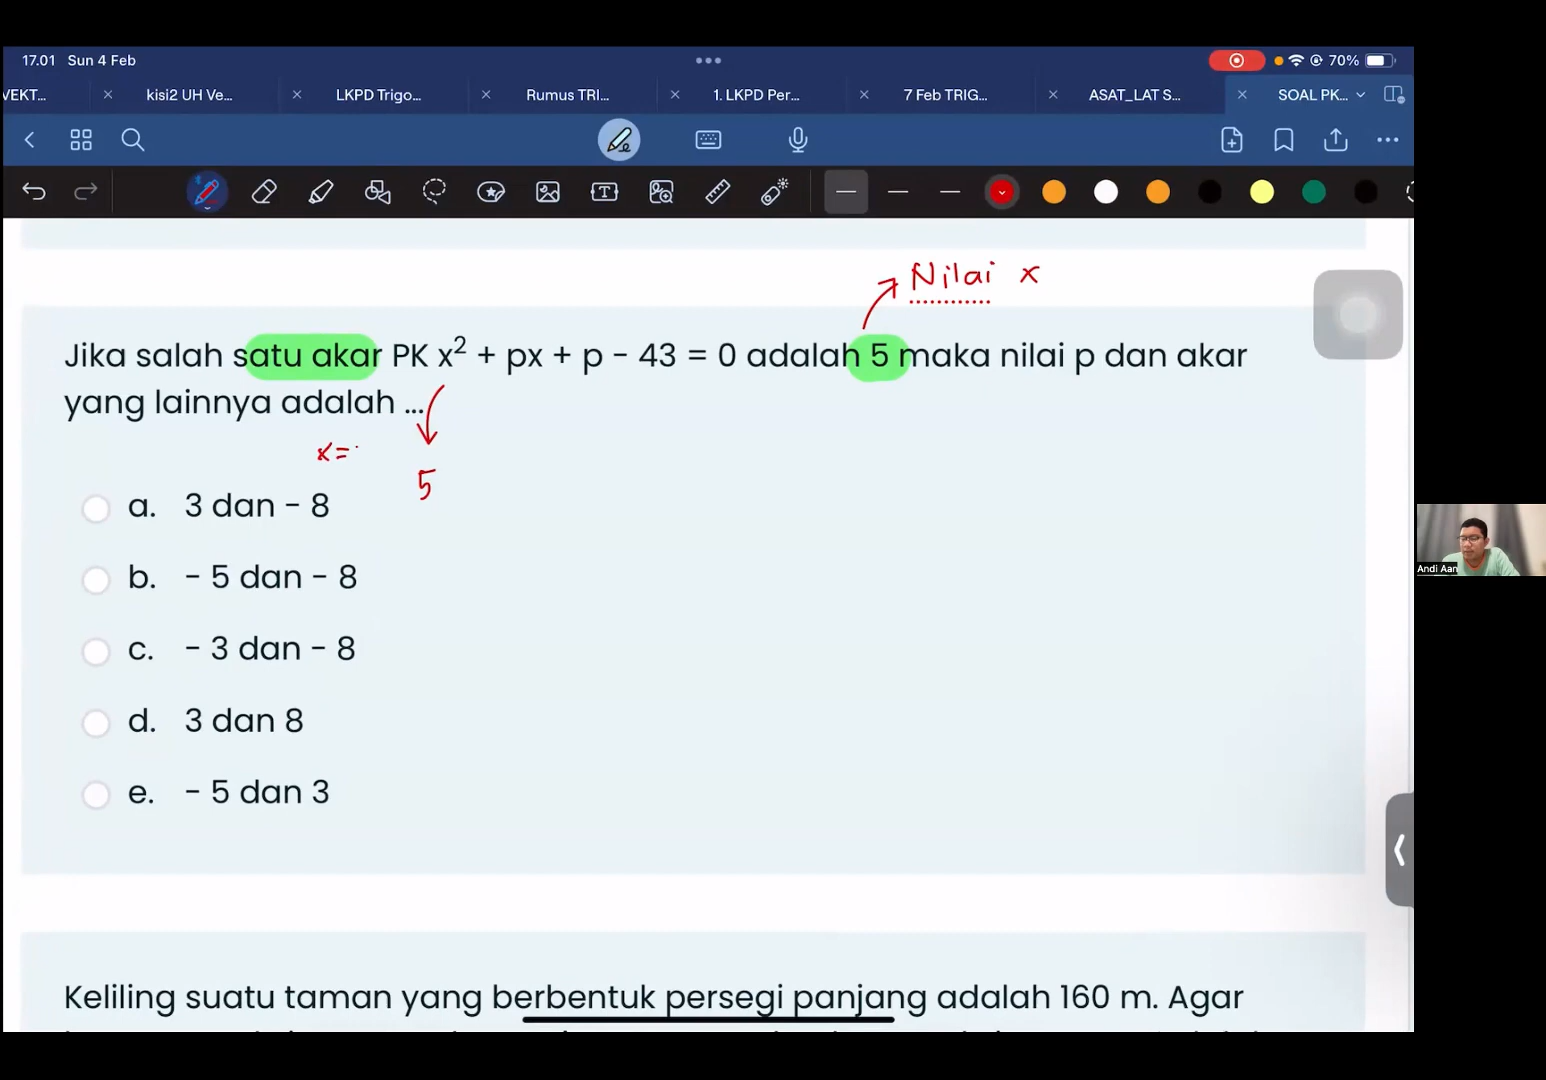 17.01 Sun 4 Feb
70%
VEKT...
kisi2 UH Ve...
LKPD Trigo...
Rumus TRI...
1. LKPD Per...
7 Feb TRIG...
ASAT_LAT S...
SOAL PK...
Nilai x
Jika salah satu akar PK x² + px + p - 43 = 0 adalah 5 maka nilai p dan akar
yang lainnya adalah ...
x=
5
a. 3 dan - 8
b. - 5 dan - 8
c. - 3 dan - 8
d. 3 dan 8
e. - 5 dan 3
Andi Aan
Keliling suatu taman yang berbentuk persegi panjang adalah 160 m. Agar